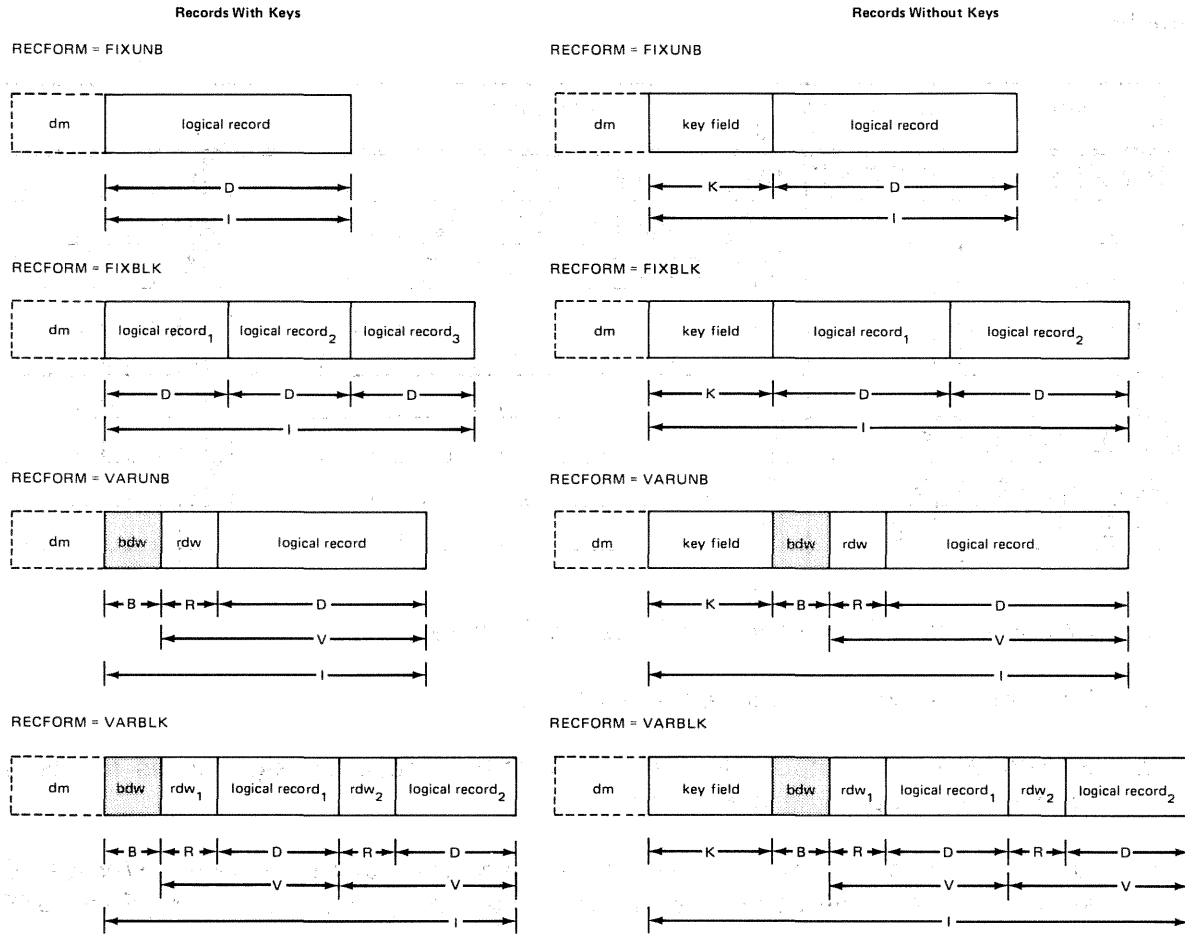 Records With Keys
Records Without Keys
RECFORM = FIXUNB
RECFORM = FIXUNB
dm logical record
dm key field logical record
D
K D
I
I
RECFORM = FIXBLK
RECFORM = FIXBLK
dm logical record1 logical record2 logical record3
dm key field logical record1 logical record2
D D D
K D D
I
I
RECFORM = VARUNB
RECFORM = VARUNB
dm bdw rdw logical record
dm key field bdw rdw logical record
B R D
K B R D
V
V
I
I
RECFORM = VARBLK
RECFORM = VARBLK
dm bdw rdw1 logical record1 rdw2 logical record2
dm key field bdw rdw1 logical record1 rdw2 logical record2
B R D R D
K B R D R D
V V
V V
I
I